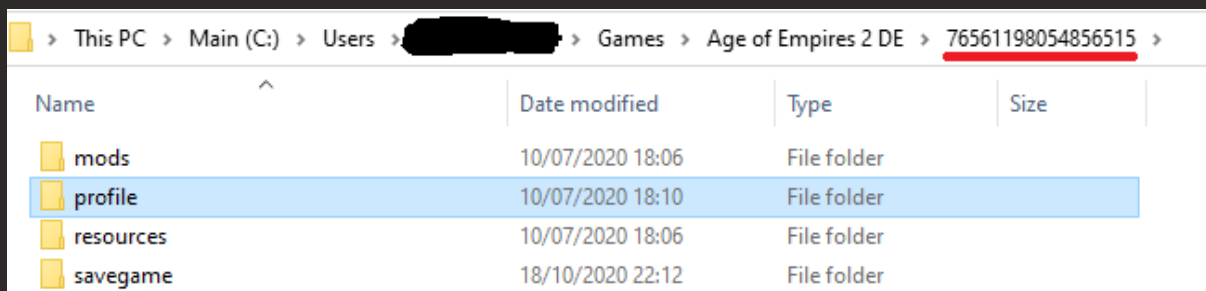 This PC > Main (C:) > Users > > Games > Age of Empires 2 DE > 76561198054856515 >
Name Date modified Type Size
mods 10/07/2020 18:06 File folder
profile 10/07/2020 18:10 File folder
resources 10/07/2020 18:06 File folder
savegame 18/10/2020 22:12 File folder